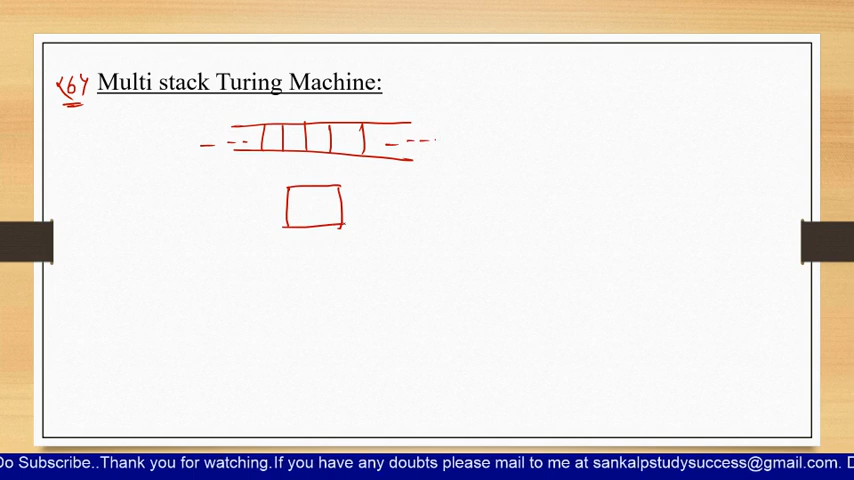 Multi stack Turing Machine:
Do Subscribe..Thank you for watching.If you have any doubts please mail to me at sankalpstudysuccess@gmail.com. D